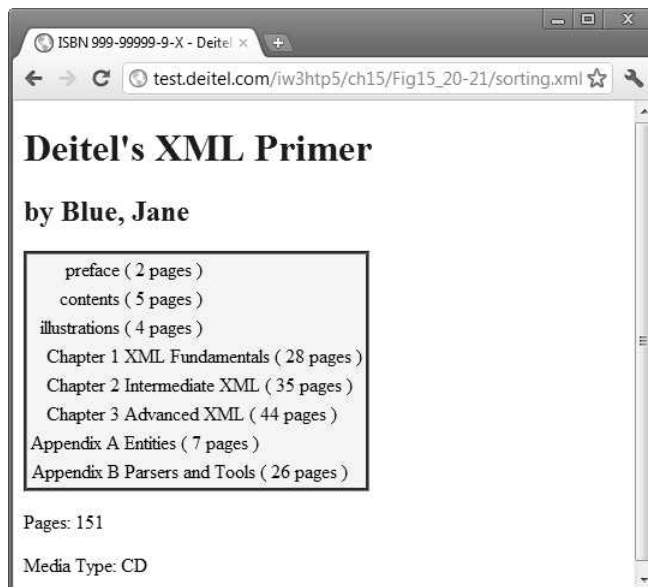 ISBN 999-99999-9-X - Deitel
test.deitel.com/iw3htp5/ch15/Fig15_20-21/sorting.xml
Deitel's XML Primer
by Blue, Jane
preface ( 2 pages )
contents ( 5 pages )
illustrations ( 4 pages )
Chapter 1 XML Fundamentals ( 28 pages )
Chapter 2 Intermediate XML ( 35 pages )
Chapter 3 Advanced XML ( 44 pages )
Appendix A Entities ( 7 pages )
Appendix B Parsers and Tools ( 26 pages )
Pages: 151
Media Type: CD